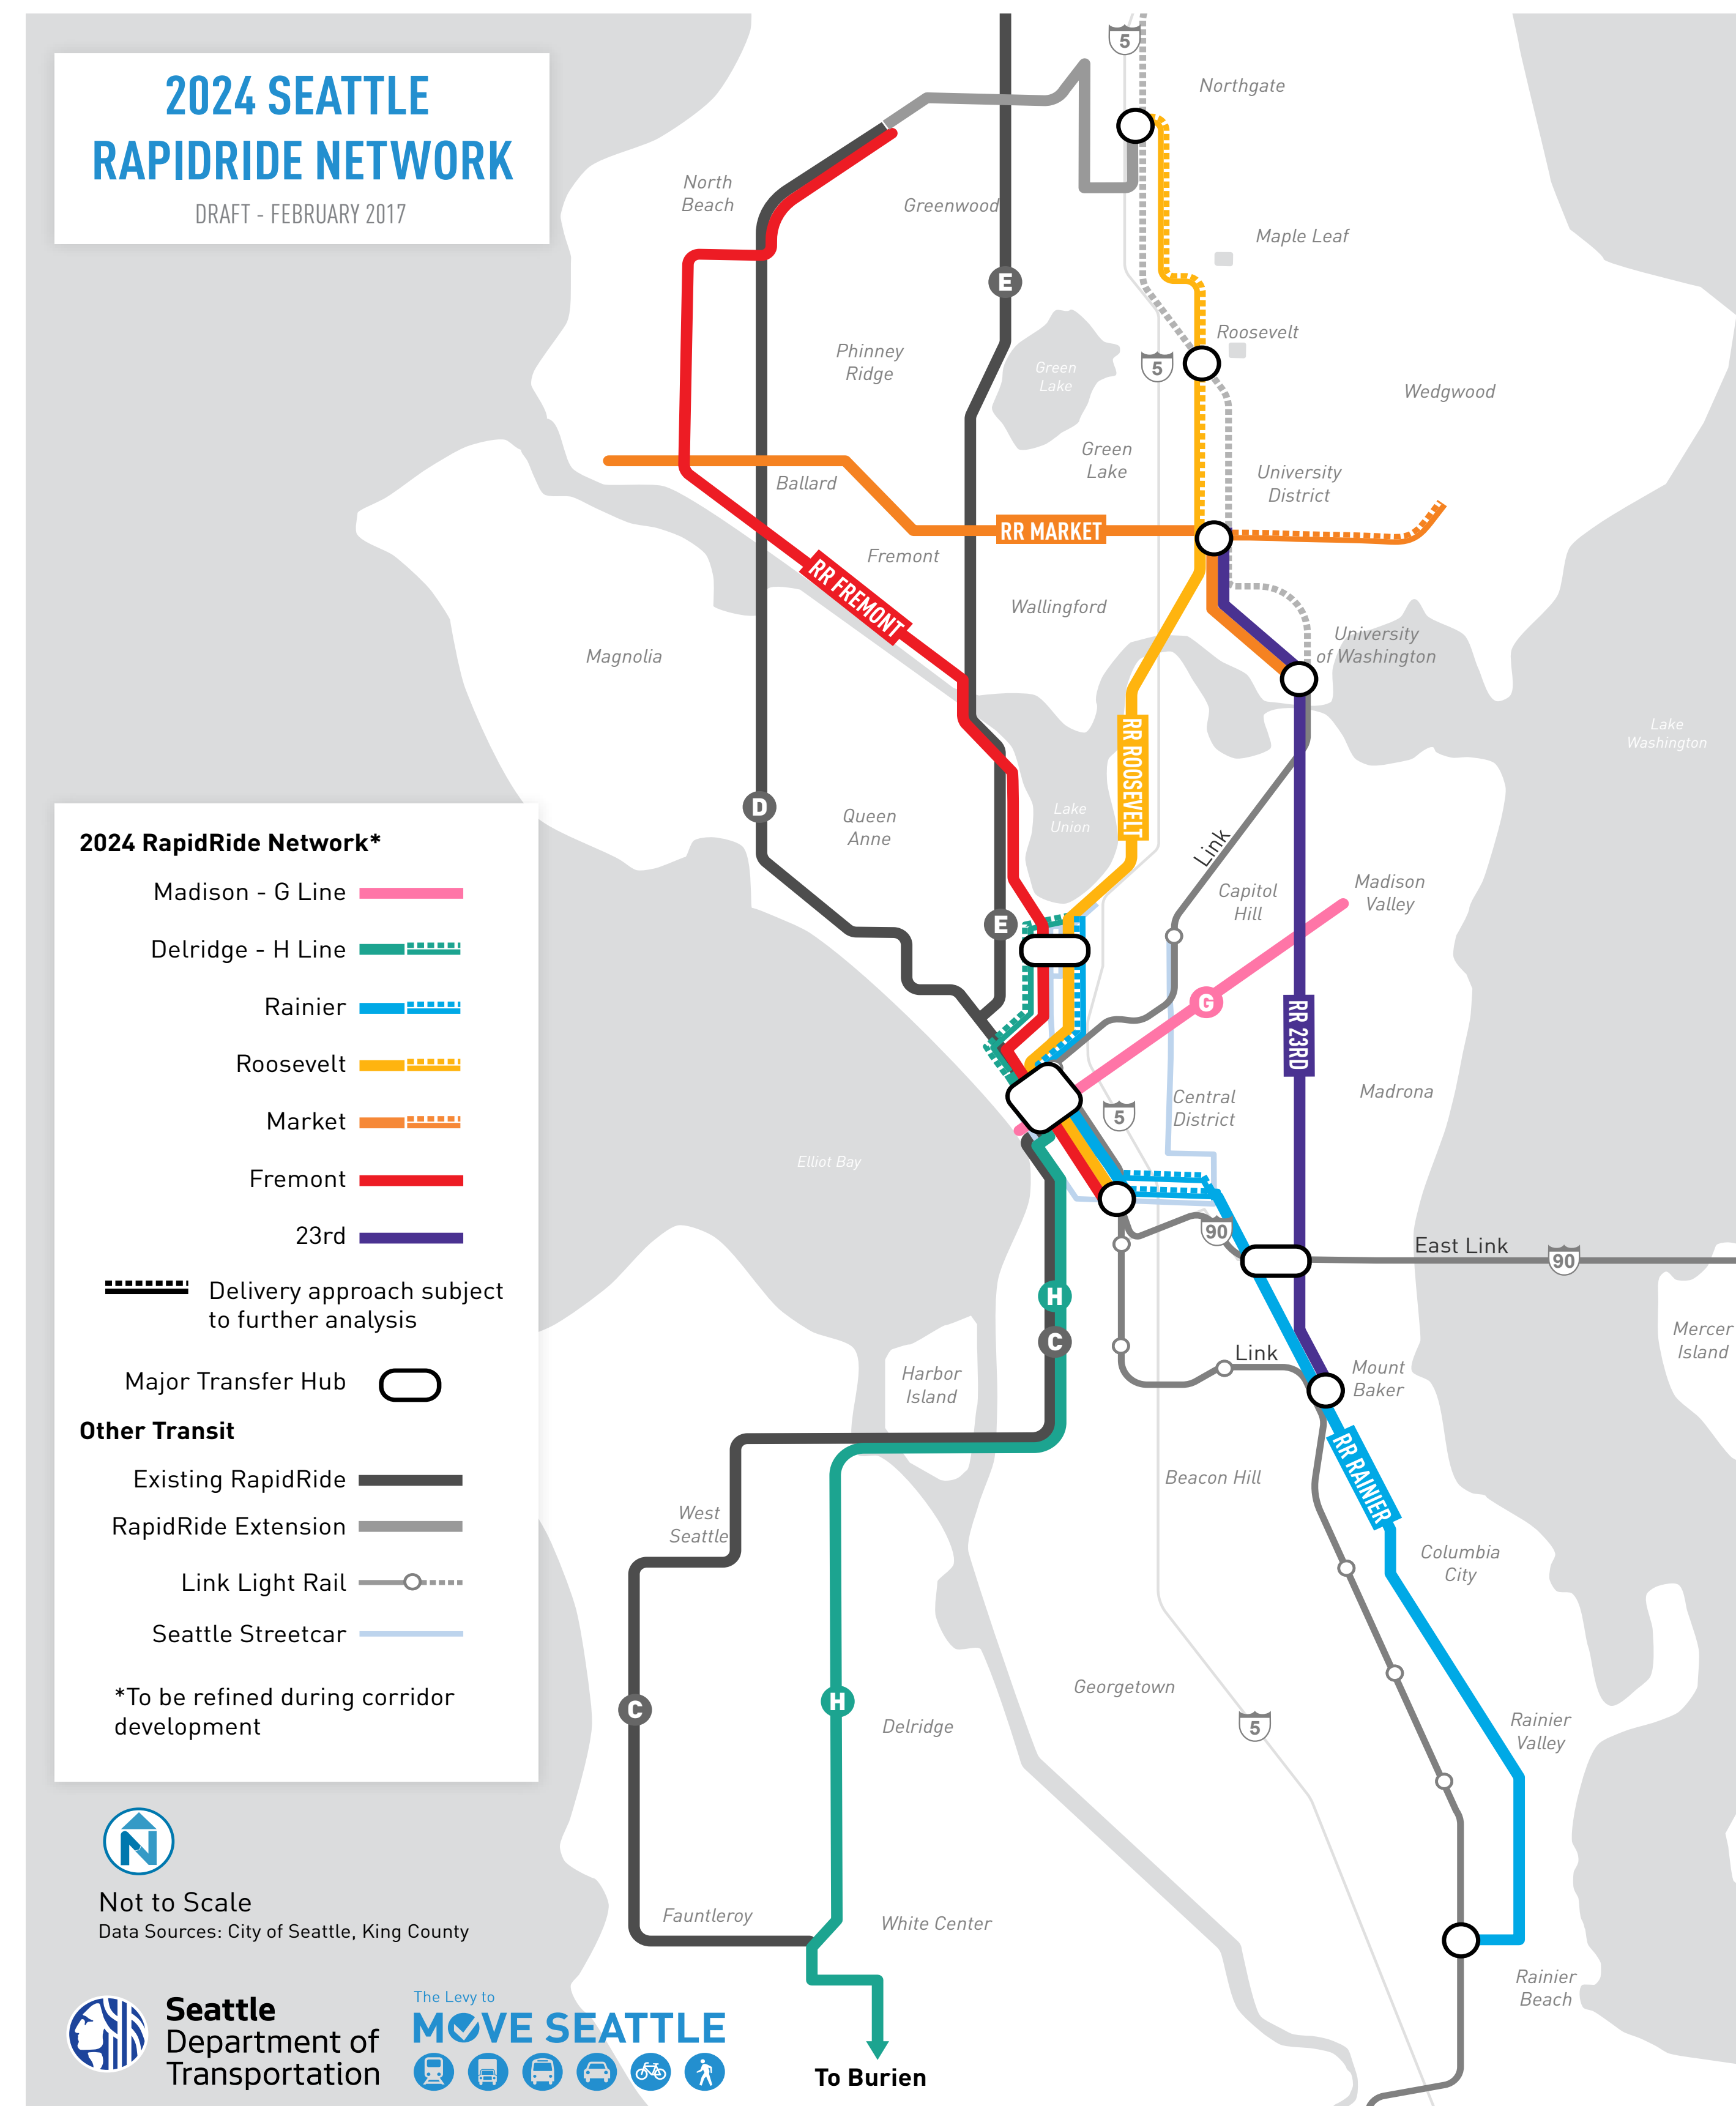 2024 SEATTLE
RAPIDRIDE NETWORK
DRAFT - FEBRUARY 2017
5
Northgate
North
Beach
Greenwood
Maple Leaf
E
Roosevelt
Phinney
Ridge
Green
Lake
5
Wedgwood
Green
Lake
University
District
Ballard
RR MARKET
Fremont
RR FREMONT
Wallingford
University
of Washington
Magnolia
Lake
Washington
RR ROOSEVELT
D
Queen
Anne
Lake
Union
Link
Capitol
Hill
Madison
Valley
E
G
RR 23RD
Madrona
Central
District
5
Elliot Bay
90
East Link
90
H
C
Mercer
Island
Link
Mount
Baker
Harbor
Island
RR RAINIER
Beacon Hill
West
Seattle
Columbia
City
Georgetown
5
C
H
Delridge
Rainier
Valley
Fauntleroy
White Center
Rainier
Beach
To Burien
2024 RapidRide Network*
Madison - G Line
Delridge - H Line
Rainier
Roosevelt
Market
Fremont
23rd
Delivery approach subject
to further analysis
Major Transfer Hub
Other Transit
Existing RapidRide
RapidRide Extension
Link Light Rail
Seattle Streetcar
*To be refined during corridor
development
N
Not to Scale
Data Sources: City of Seattle, King County
Seattle
Department of
Transportation
The Levy to
MOVE SEATTLE